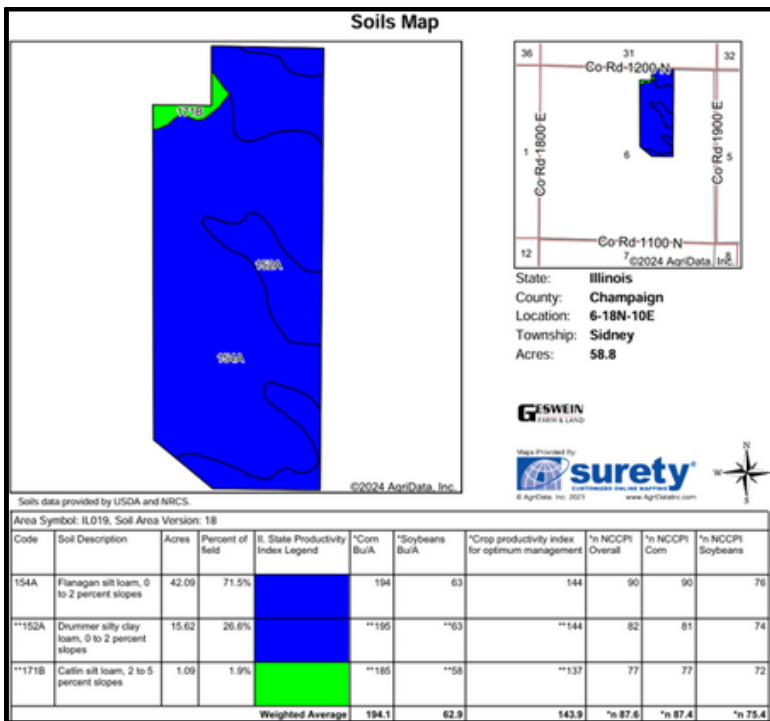 Soils Map
171B
152A
154A
©2024 AgriData, Inc.
Soils data provided by USDA and NRCS.
36
31
32
Co Rd 1200 N
Co Rd 1800 E
Co Rd 1900 E
1
6
5
Co Rd 1100 N
12
7
8
©2024 AgriData, Inc.
State: Illinois
County: Champaign
Location: 6-18N-10E
Township: Sidney
Acres: 58.8
GESWEIN
FARM & LAND
Maps Provided By:
surety®
CUSTOMIZED ONLINE MAPPING
© AgriData, Inc. 2023 www.AgriDataInc.com
N
W
E
S
Area Symbol: IL019, Soil Area Version: 18
Code Soil Description Acres Percent of field Il. State Productivity Index Legend *Corn Bu/A *Soybeans Bu/A *Crop productivity index for optimum management *n NCCPI Overall *n NCCPI Corn *n NCCPI Soybeans
154A Flanagan silt loam, 0 to 2 percent slopes 42.09 71.5% 194 63 144 90 90 76
**152A Drummer silty clay loam, 0 to 2 percent slopes 15.62 26.6% **195 **63 **144 82 81 74
**171B Catlin silt loam, 2 to 5 percent slopes 1.09 1.9% **185 **58 **137 77 77 72
Weighted Average 194.1 62.9 143.9 *n 87.6 *n 87.4 *n 75.4